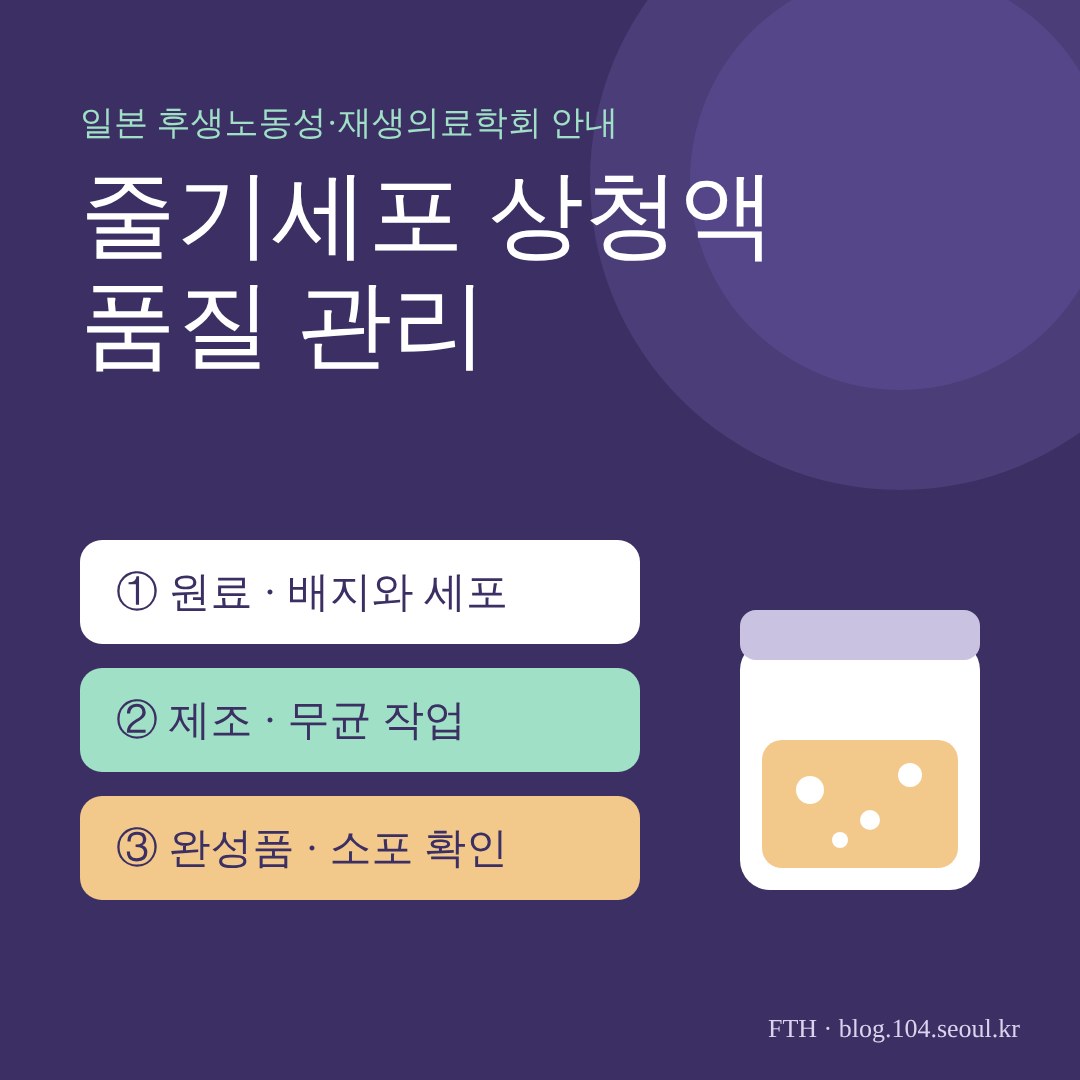 일본 후생노동성·재생의료학회 안내
줄기세포 상청액
품질 관리
① 원료 · 배지와 세포
② 제조 · 무균 작업
③ 완성품 · 소포 확인
FTH · blog.104.seoul.kr